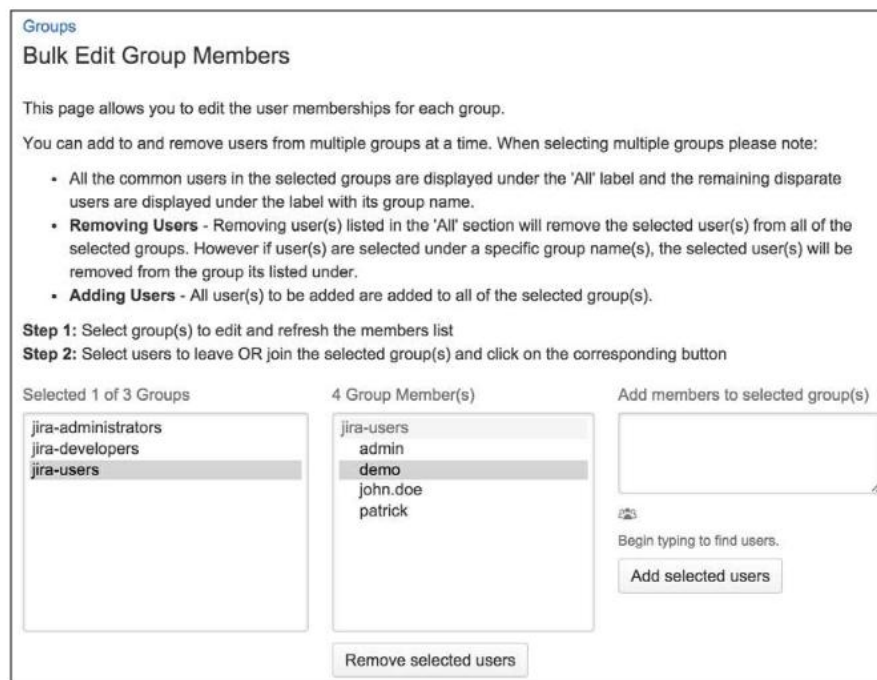 Groups
Bulk Edit Group Members
This page allows you to edit the user memberships for each group.
You can add to and remove users from multiple groups at a time. When selecting multiple groups please note:
• All the common users in the selected groups are displayed under the 'All' label and the remaining disparate
users are displayed under the label with its group name.
• Removing Users - Removing user(s) listed in the 'All' section will remove the selected user(s) from all of the
selected groups. However if user(s) are selected under a specific group name(s), the selected user(s) will be
removed from the group its listed under.
• Adding Users - All user(s) to be added are added to all of the selected group(s).
Step 1: Select group(s) to edit and refresh the members list
Step 2: Select users to leave OR join the selected group(s) and click on the corresponding button
Selected 1 of 3 Groups
jira-administrators
jira-developers
jira-users
4 Group Member(s)
jira-users
admin
demo
john.doe
patrick
Remove selected users
Add members to selected group(s)
Begin typing to find users.
Add selected users